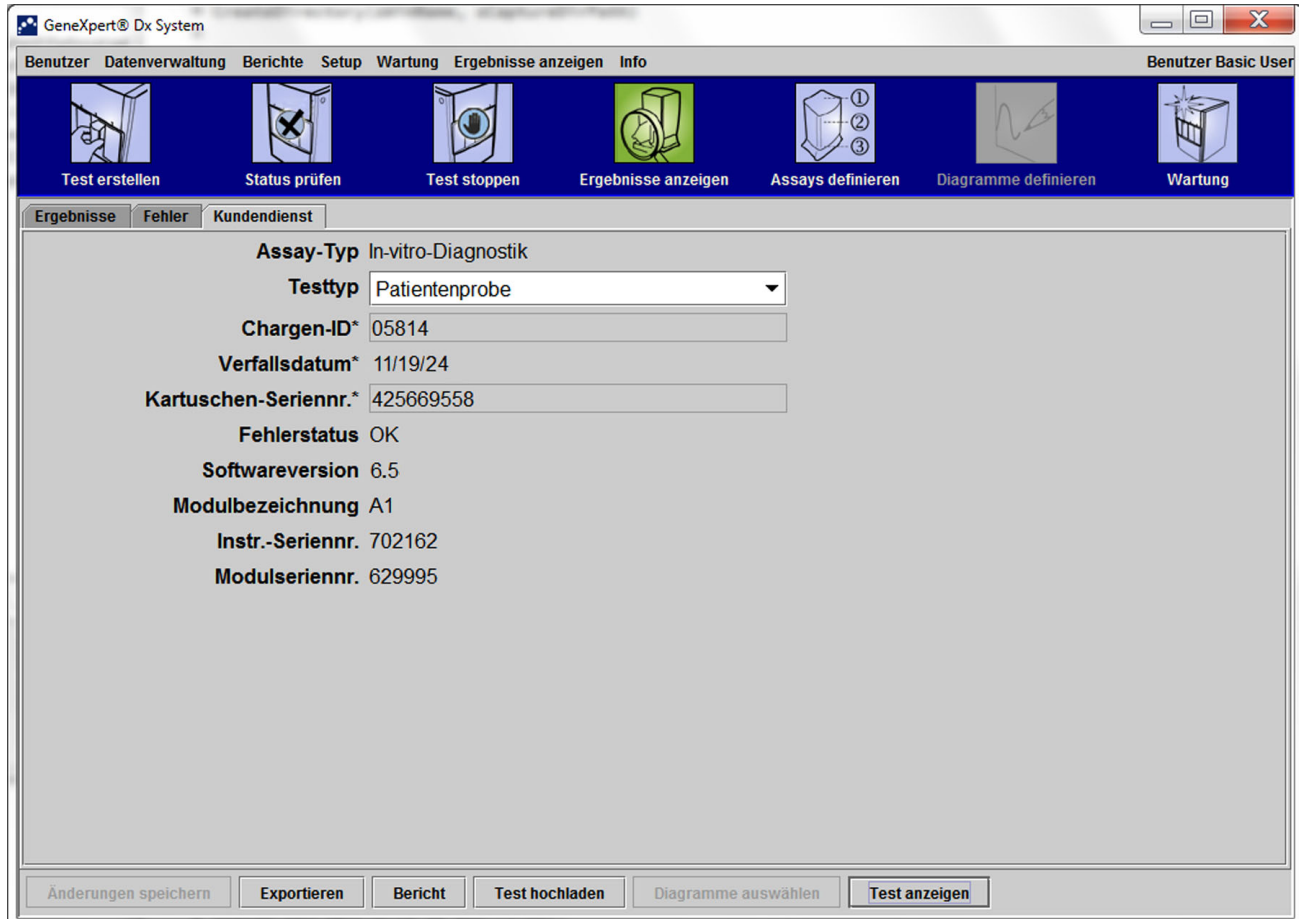 GeneXpert® Dx System
Benutzer Datenverwaltung Berichte Setup Wartung Ergebnisse anzeigen Info Benutzer Basic User
① ② ③
Test erstellen Status prüfen Test stoppen Ergebnisse anzeigen Assays definieren Diagramme definieren Wartung
Ergebnisse Fehler Kundendienst
Assay-Typ In-vitro-Diagnostik
Testtyp Patientenprobe
Chargen-ID* 05814
Verfallsdatum* 11/19/24
Kartuschen-Seriennr.* 425669558
Fehlerstatus OK
Softwareversion 6.5
Modulbezeichnung A1
Instr.-Seriennr. 702162
Modulseriennr. 629995
Änderungen speichern Exportieren Bericht Test hochladen Diagramme auswählen Test anzeigen